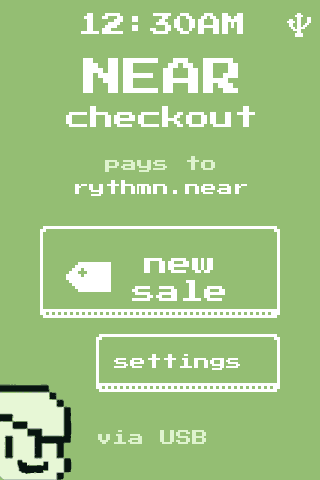 12:30AM
NEAR
checkout
pays to
rythmn.near
new
sale
settings
via USB